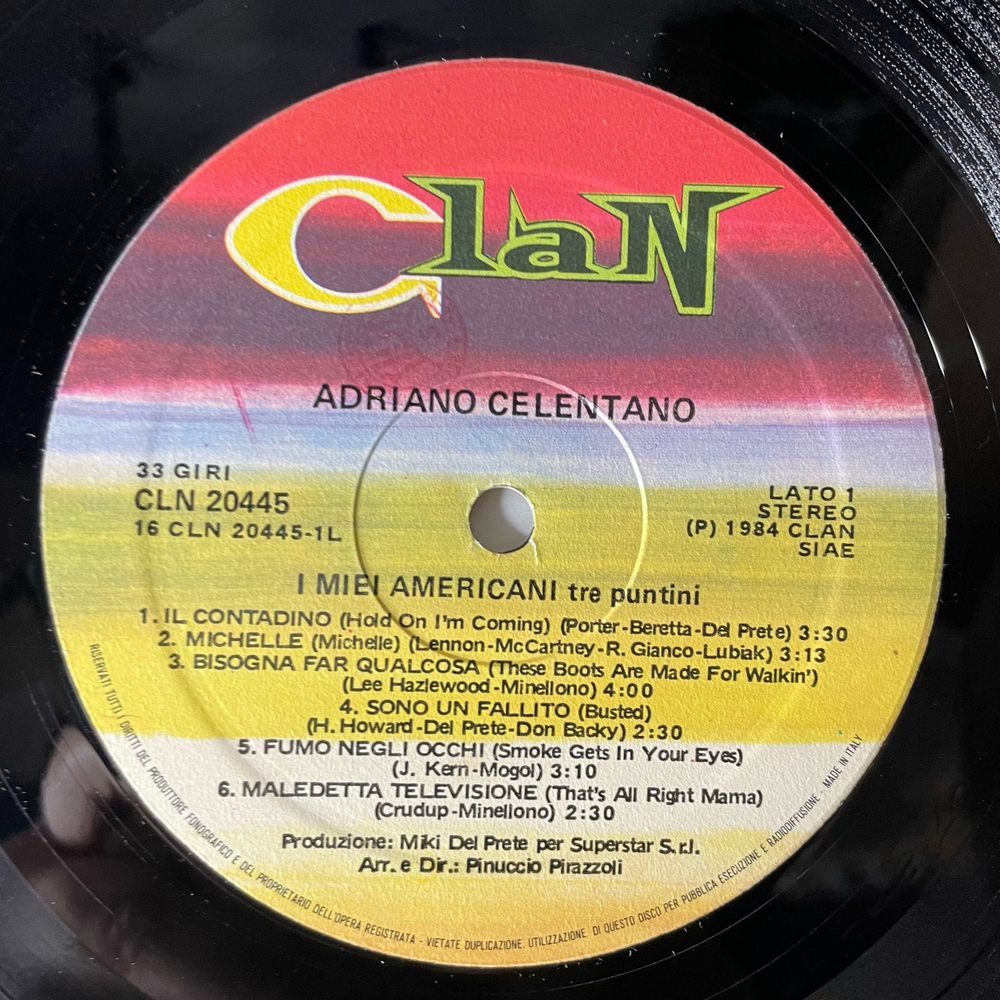 Clan
ADRIANO CELENTANO
33 GIRI
CLN 20445
16 CLN 20445-1L
LATO 1
STEREO
(P) 1984 CLAN
SIAE
I MIEI AMERICANI tre puntini
1. IL CONTADINO (Hold On I'm Coming) (Porter-Beretta-Del Prete) 3:30
2. MICHELLE (Michelle) (Lennon-McCartney-R. Gianco-Lubiak) 3:13
3. BISOGNA FAR QUALCOSA (These Boots Are Made For Walkin')
(Lee Hazlewood-Minellono) 4:00
4. SONO UN FALLITO (Busted)
(H. Howard-Del Prete-Don Backy) 2:30
5. FUMO NEGLI OCCHI (Smoke Gets In Your Eyes)
(J. Kern-Mogol) 3:10
6. MALEDETTA TELEVISIONE (That's All Right Mama)
(Crudup-Minellono) 2:30
Produzione: Miki Del Prete per Superstar S.r.l.
Arr. e Dir.: Pinuccio Pirazzoli
RISERVATI TUTTI I DIRITTI DEL PRODUTTORE FONOGRAFICO E DEL PROPRIETARIO DELL'OPERA REGISTRATA - VIETATE DUPLICAZIONE, UTILIZZAZIONE DI QUESTO DISCO PER PUBBLICA ESECUZIONE E RADIODIFFUSIONE - MADE IN ITALY